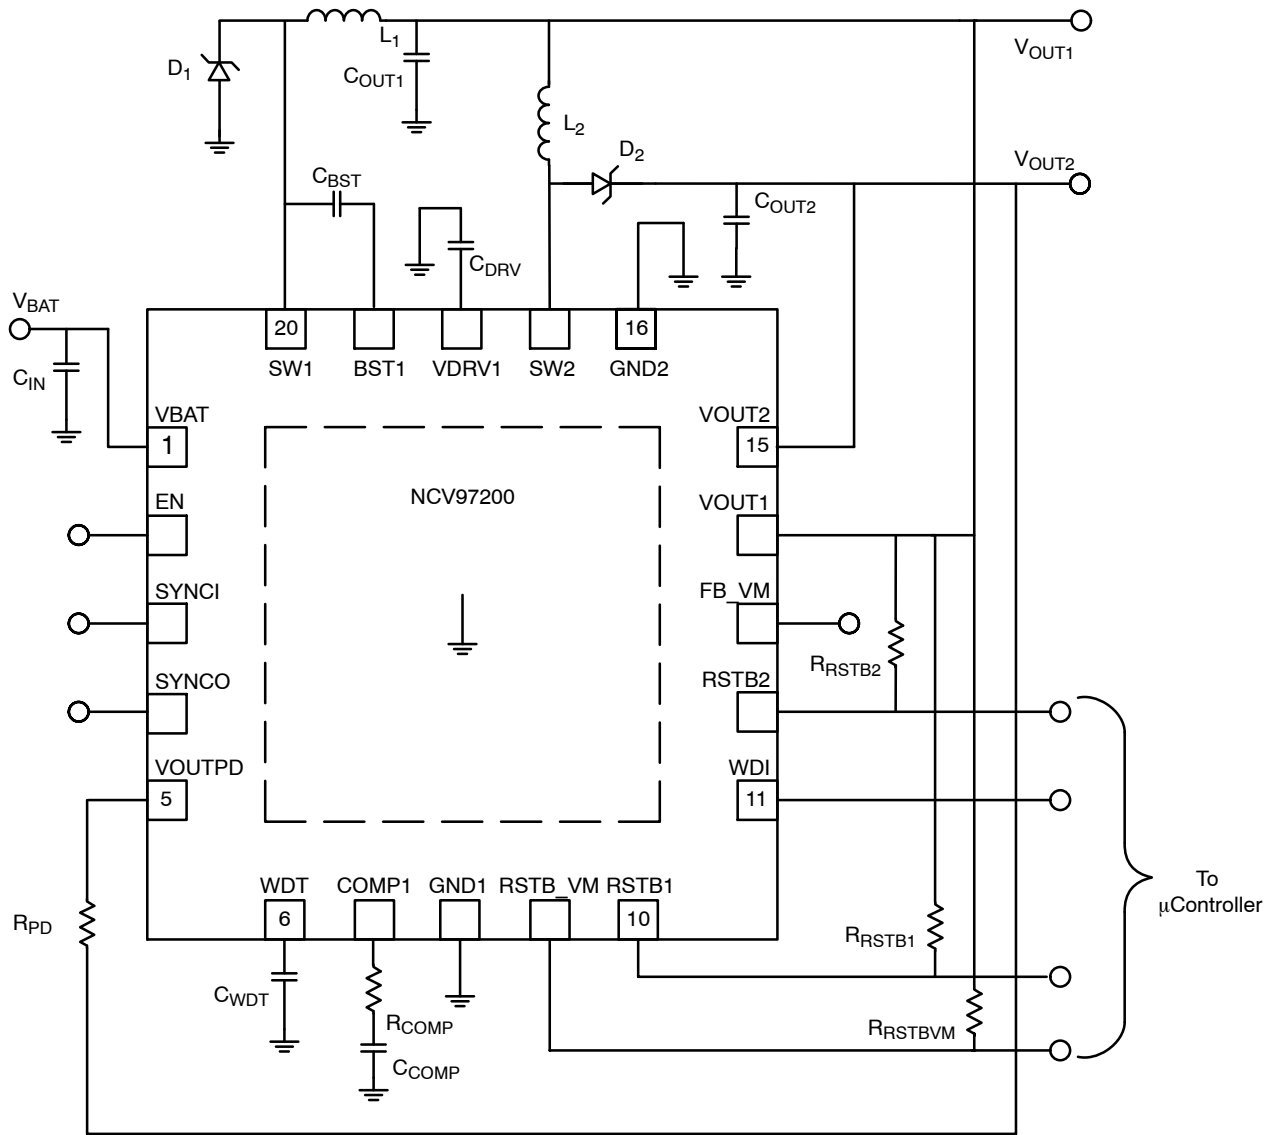 L1
VOUT1
D1
COUT1
L2
D2
VOUT2
CBST
COUT2
CDRV
VBAT
20
16
CIN
SW1
BST1
VDRV1
SW2
GND2
VBAT
VOUT2
1
15
NCV97200
EN
VOUT1
SYNCI
FB_VM
RRSTB2
SYNCO
RSTB2
VOUTPD
WDI
5
11
WDT
COMP1
GND1
RSTB_VM
RSTB1
To
μController
6
10
RPD
RRSTB1
CWDT
RCOMP
RRSTBVM
CCOMP